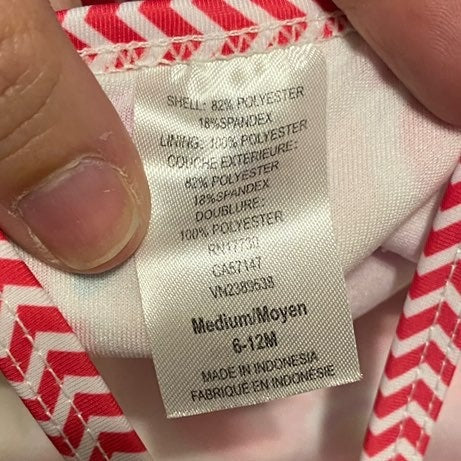 SHELL: 82% POLYESTER
18%SPANDEX
LINING: 100% POLYESTER
COUCHE EXTERIEURE:
82% POLYESTER
18%SPANDEX
DOUBLURE:
100% POLYESTER
RN17730
CA57147
VN2389538
Medium/Moyen
6-12M
MADE IN INDONESIA
FABRIQUÉ EN INDONÉSIE